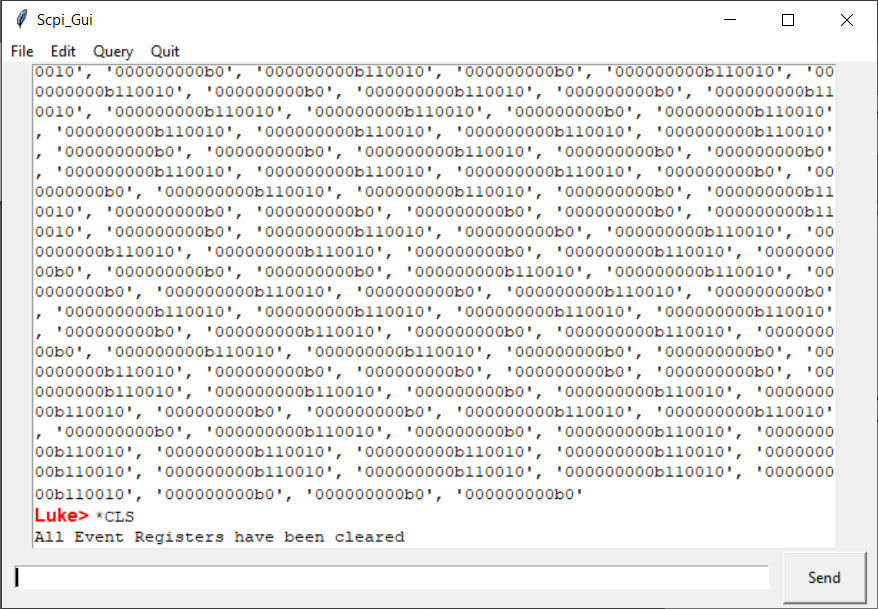 Scpi_Gui
File Edit Query Quit
0010', '000000000b0', '000000000b110010', '000000000b0', '000000000b110010', '00
0000000b110010', '000000000b0', '000000000b110010', '000000000b0', '000000000b11
0010', '000000000b110010', '000000000b110010', '000000000b0', '000000000b110010'
, '000000000b110010', '000000000b110010', '000000000b110010', '000000000b110010'
, '000000000b0', '000000000b0', '000000000b110010', '000000000b0', '000000000b0'
, '000000000b110010', '000000000b110010', '000000000b110010', '000000000b0', '00
0000000b0', '000000000b110010', '000000000b110010', '000000000b0', '000000000b11
0010', '000000000b0', '000000000b0', '000000000b0', '000000000b0', '000000000b11
0010', '000000000b0', '000000000b110010', '000000000b0', '000000000b110010', '00
0000000b110010', '000000000b0', '000000000b0', '000000000b110010', '0000000
00b0', '000000000b0', '000000000b0', '000000000b110010', '000000000b110010', '00
0000000b0', '000000000b110010', '000000000b0', '000000000b110010', '000000000b0'
, '000000000b110010', '000000000b110010', '000000000b110010', '000000000b110010'
, '000000000b0', '000000000b110010', '000000000b0', '000000000b110010', '0000000
00b0', '000000000b110010', '000000000b110010', '000000000b0', '000000000b0', '00
0000000b110010', '000000000b0', '000000000b0', '000000000b110010', '000000000b0', '00
0000000b110010', '000000000b110010', '000000000b0', '000000000b110010', '0000000
00b110010', '000000000b0', '000000000b0', '000000000b110010', '000000000b110010'
, '000000000b0', '000000000b110010', '000000000b0', '000000000b110010', '0000000
00b110010', '000000000b110010', '000000000b110010', '000000000b110010', '0000000
00b110010', '000000000b110010', '000000000b110010', '000000000b110010', '0000000
00b110010', '000000000b0', '000000000b0', '000000000b0'
Luke> *CLS
All Event Registers have been cleared
Send